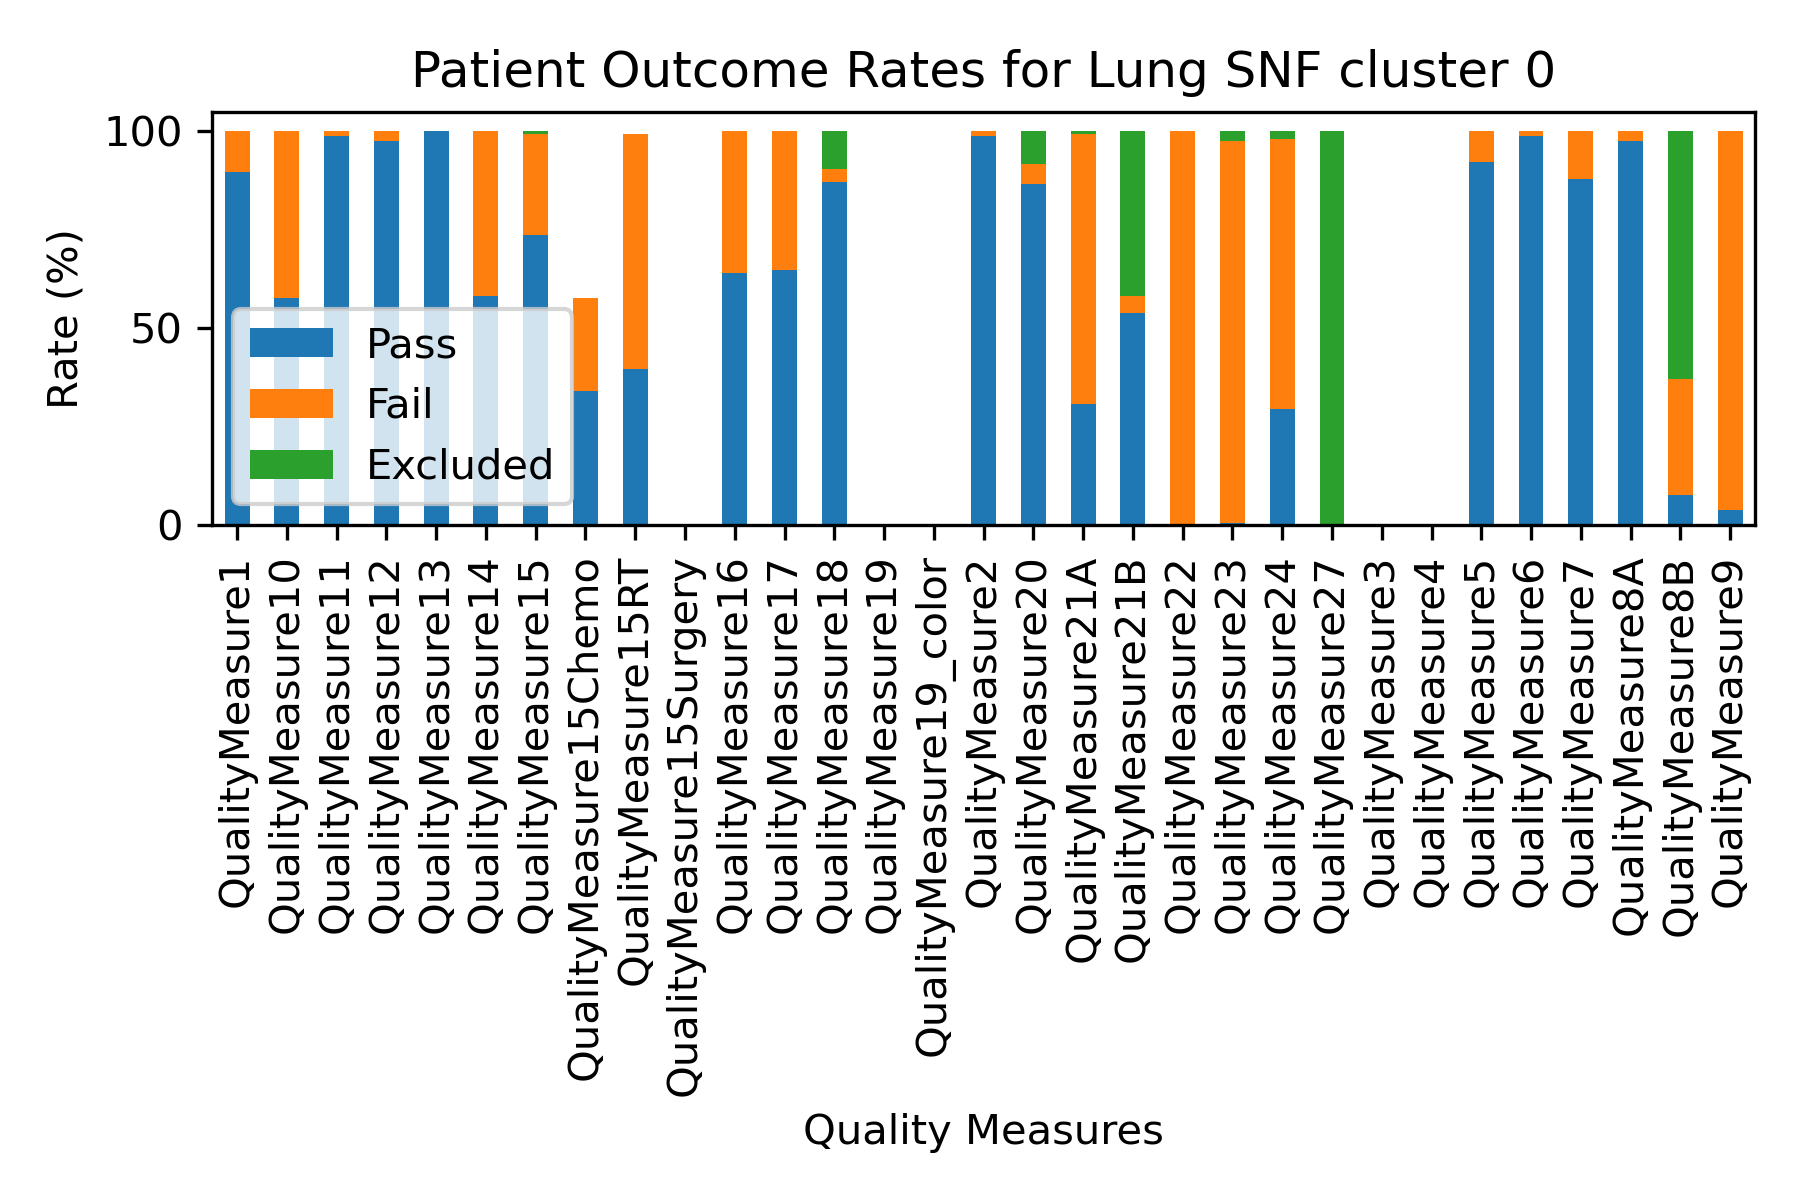 Patient Outcome Rates for Lung SNF cluster 0
Rate (%)
100
50
0
Pass
Fail
Excluded
QualityMeasure1
QualityMeasure10
QualityMeasure11
QualityMeasure12
QualityMeasure13
QualityMeasure14
QualityMeasure15
QualityMeasure15Chemo
QualityMeasure15RT
QualityMeasure15Surgery
QualityMeasure16
QualityMeasure17
QualityMeasure18
QualityMeasure19
QualityMeasure19_color
QualityMeasure2
QualityMeasure20
QualityMeasure21A
QualityMeasure21B
QualityMeasure22
QualityMeasure23
QualityMeasure24
QualityMeasure27
QualityMeasure3
QualityMeasure4
QualityMeasure5
QualityMeasure6
QualityMeasure7
QualityMeasure8A
QualityMeasure8B
QualityMeasure9
Quality Measures